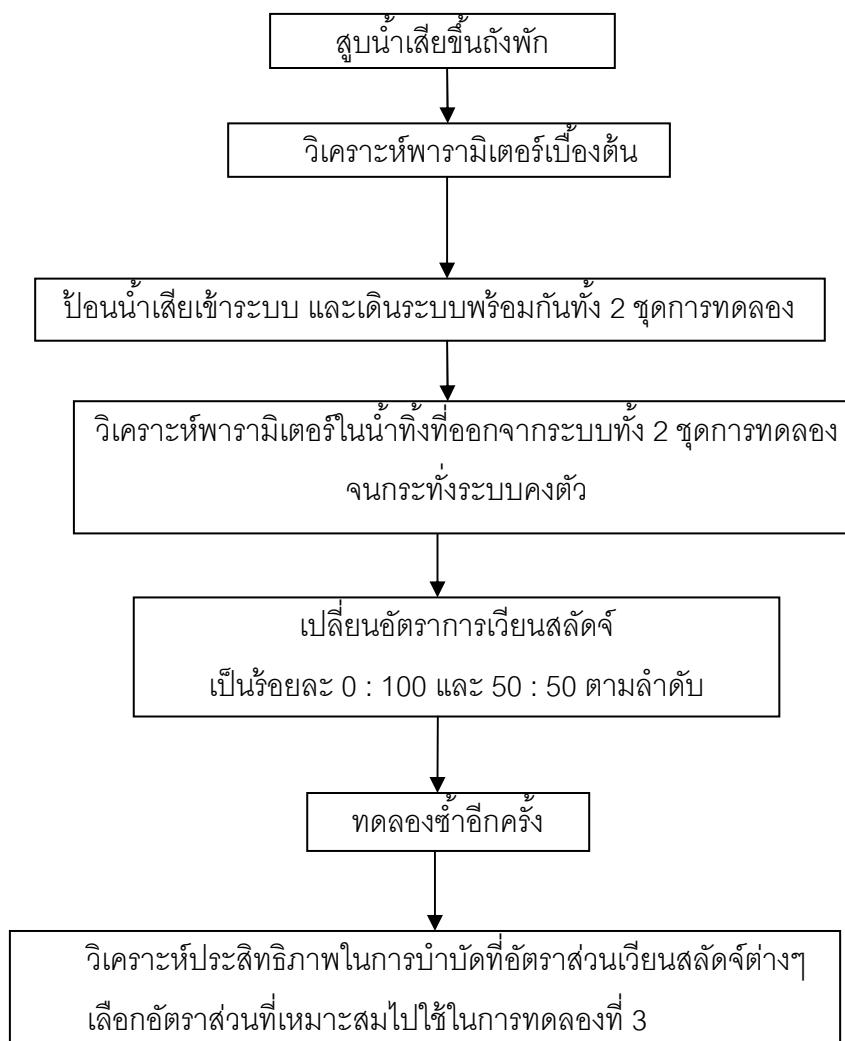 สูบน้ำเสียขึ้นถังพัก
วิเคราะห์พารามิเตอร์เบื้องต้น
ป้อนน้ำเสียเข้าระบบ และเดินระบบพร้อมกันทั้ง 2 ชุดการทดลอง
วิเคราะห์พารามิเตอร์ในน้ำทิ้งที่ออกจากระบบทั้ง 2 ชุดการทดลอง
จนกระทั่งระบบคงตัว
เปลี่ยนอัตราการเวียนสลัดจ์
เป็นร้อยละ 0 : 100 และ 50 : 50 ตามลำดับ
ทดลองซ้ำอีกครั้ง
วิเคราะห์ประสิทธิภาพในการบำบัดที่อัตราส่วนเวียนสลัดจ์ต่างๆ
เลือกอัตราส่วนที่เหมาะสมไปใช้ในการทดลองที่ 3